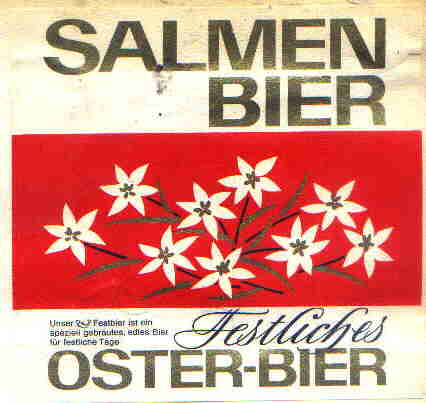 SALMEN
BIER
Unser Festbier ist ein
speziell gebrautes, edles Bier
für festliche Tage
Festliches
OSTER-BIER